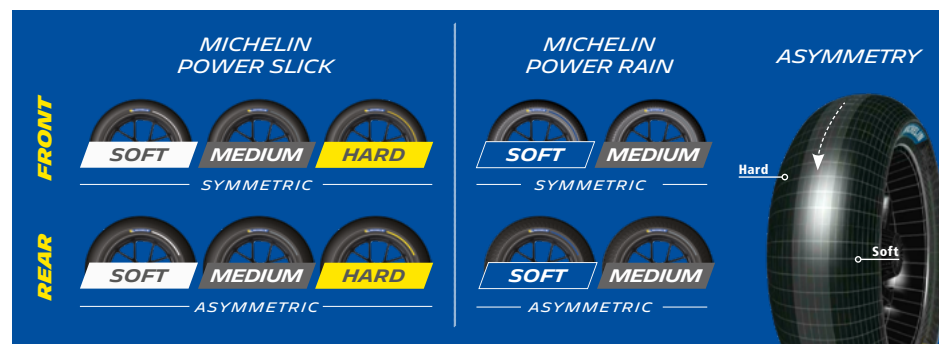 MICHELIN
POWER SLICK
MICHELIN
POWER RAIN
ASYMMETRY
FRONT
SOFT
MEDIUM
HARD
SYMMETRIC
SOFT
MEDIUM
SYMMETRIC
REAR
SOFT
MEDIUM
HARD
ASYMMETRIC
SOFT
MEDIUM
ASYMMETRIC
MICHELIN
Hard
Soft